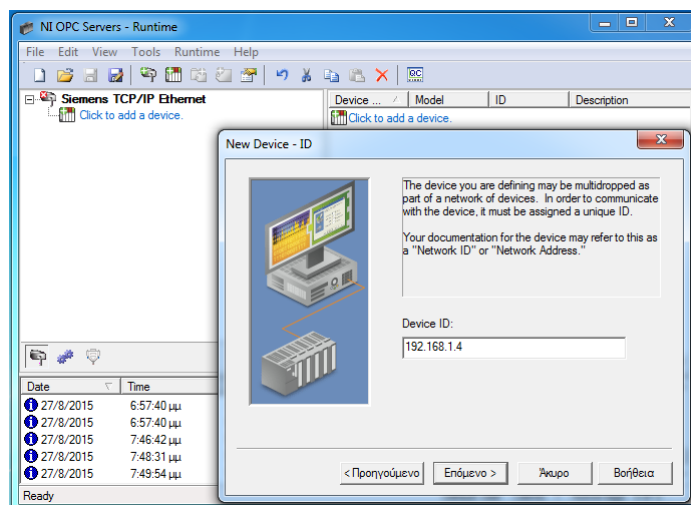 NI OPC Servers - Runtime
File Edit View Tools Runtime Help
Siemens TCP/IP Ethernet
Click to add a device.
Device ... Model ID Description
Click to add a device.
New Device - ID
The device you are defining may be multidropped as
part of a network of devices. In order to communicate
with the device, it must be assigned a unique ID.
Your documentation for the device may refer to this as
a "Network ID" or "Network Address."
Device ID:
192.168.1.4
Date Time
27/8/2015 6:57:40 μμ
27/8/2015 6:57:40 μμ
27/8/2015 7:46:42 μμ
27/8/2015 7:48:31 μμ
27/8/2015 7:49:54 μμ
< Προηγούμενο Επόμενο > Άκυρο Βοήθεια
Ready